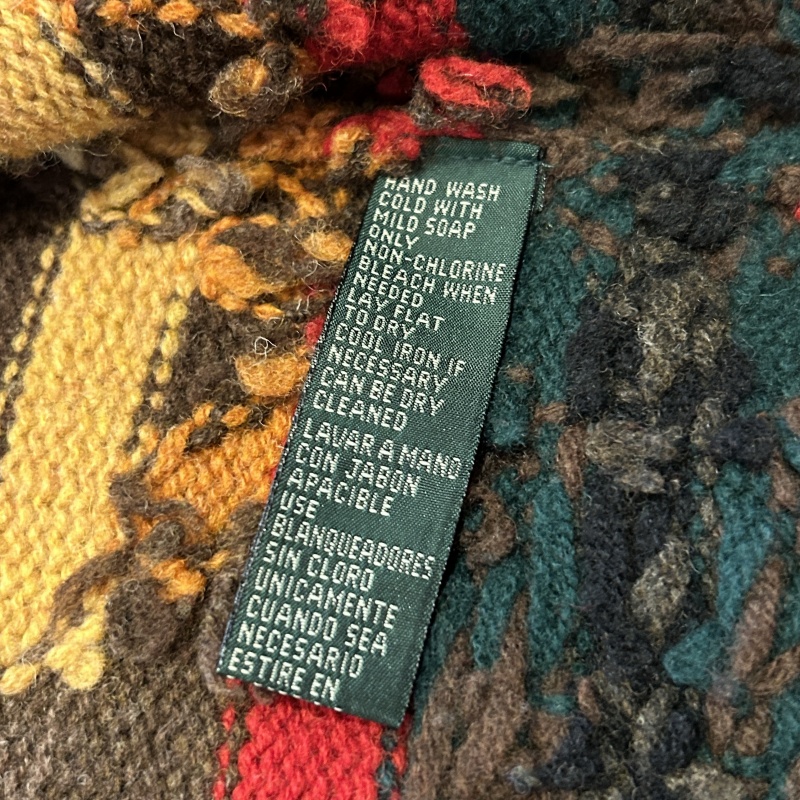 HAND WASH
COLD WITH
MILD SOAP
ONLY
NON-CHLORINE
BLEACH WHEN
NEEDED
LAY FLAT
TO DRY
COOL IRON IF
NECESSARY
CAN BE DRY
CLEANED
LAVAR A MANO
CON JABON
APACIBLE
USE
BLANQUEADORES
SIN CLORO
UNICAMENTE
CUANDO SEA
NECESARIO
ESTIRE EN